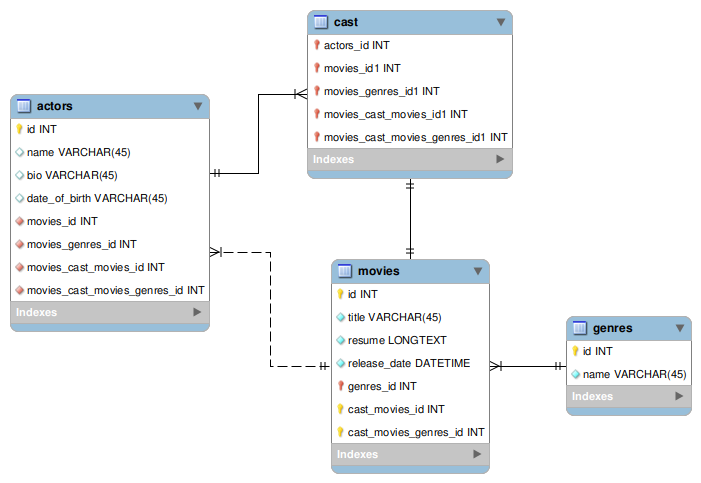 cast
actors_id INT
movies_id1 INT
movies_genres_id1 INT
movies_cast_movies_id1 INT
movies_cast_movies_genres_id1 INT
Indexes
actors
id INT
name VARCHAR(45)
bio VARCHAR(45)
date_of_birth VARCHAR(45)
movies_id INT
movies_genres_id INT
movies_cast_movies_id INT
movies_cast_movies_genres_id INT
Indexes
movies
id INT
title VARCHAR(45)
resume LONGTEXT
release_date DATETIME
genres_id INT
cast_movies_id INT
cast_movies_genres_id INT
Indexes
genres
id INT
name VARCHAR(45)
Indexes